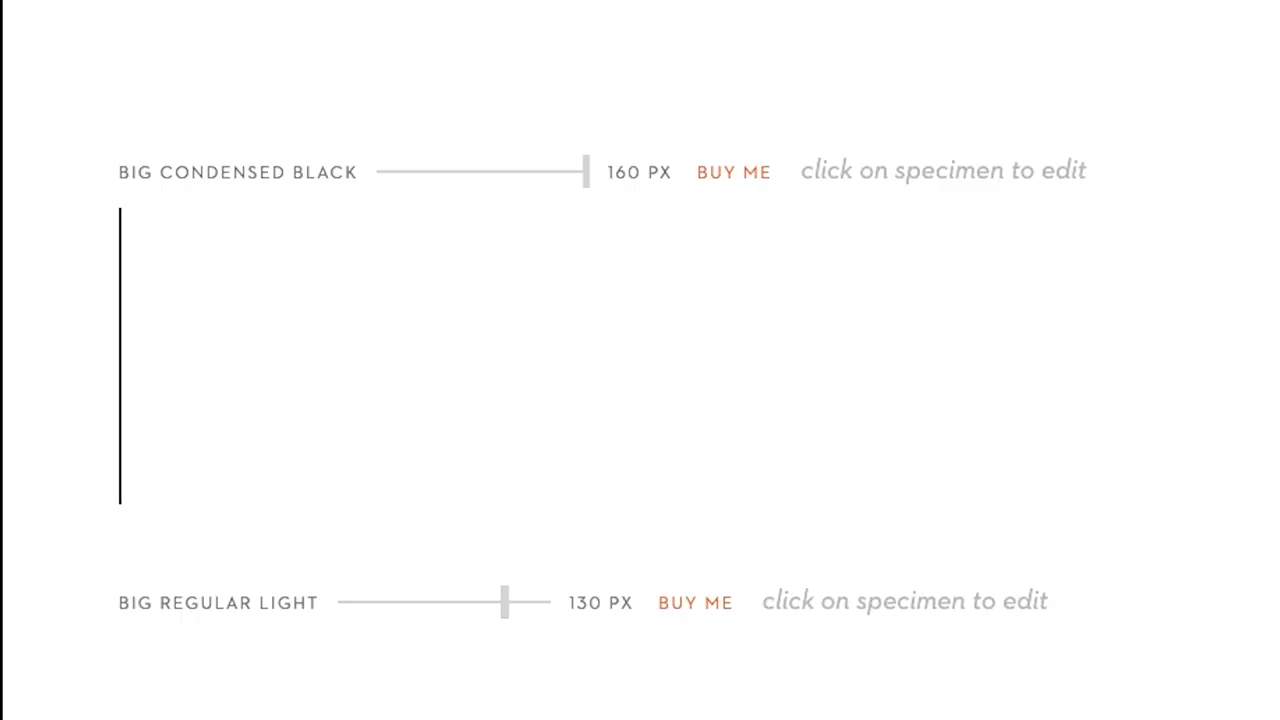 BIG CONDENSED BLACK 160 PX BUY ME click on specimen to edit
BIG REGULAR LIGHT 130 PX BUY ME click on specimen to edit